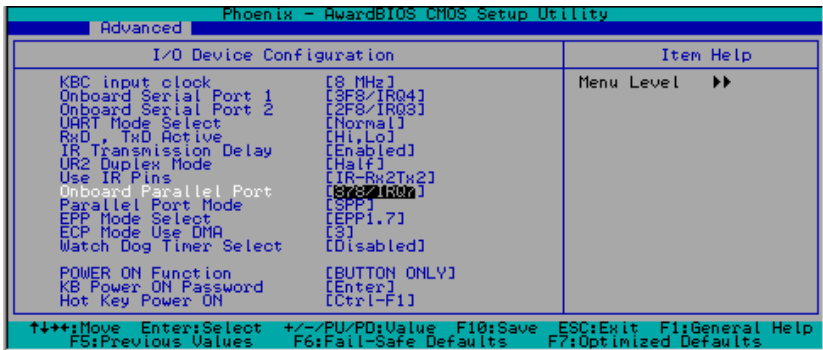 Phoenix - AwardBIOS CMOS Setup Utility
Advanced
I/O Device Configuration Item Help
KBC input clock [8 MHz] Menu Level ▶▶
Onboard Serial Port 1 [3F8/IRQ4]
Onboard Serial Port 2 [2F8/IRQ3]
UART Mode Select [Normal]
RxD , TxD Active [Hi,Lo]
IR Transmission Delay [Enabled]
UR2 Duplex Mode [Half]
Use IR Pins [IR-Rx2Tx2]
Onboard Parallel Port [378/IRQ7]
Parallel Port Mode [SPP]
EPP Mode Select [EPP1.7]
ECP Mode Use DMA [3]
Watch Dog Timer Select [Disabled]
POWER ON Function [BUTTON ONLY]
KB Power ON Password [Enter]
Hot Key Power ON [Ctrl-F1]
↑↓→←:Move Enter:Select +/-/PU/PD:Value F10:Save ESC:Exit F1:General Help
F5:Previous Values F6:Fail-Safe Defaults F7:Optimized Defaults